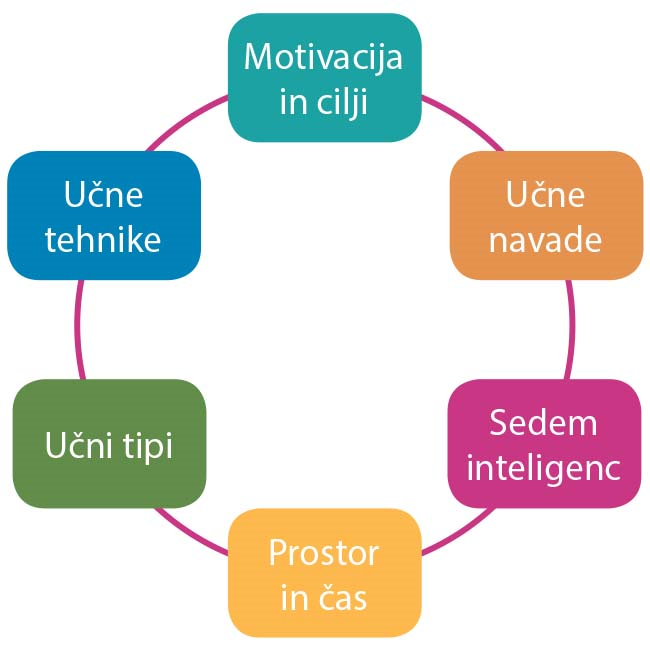 Motivacija
in cilji
Učne
navade
Sedem
inteligenc
Prostor
in čas
Učni tipi
Učne
tehnike